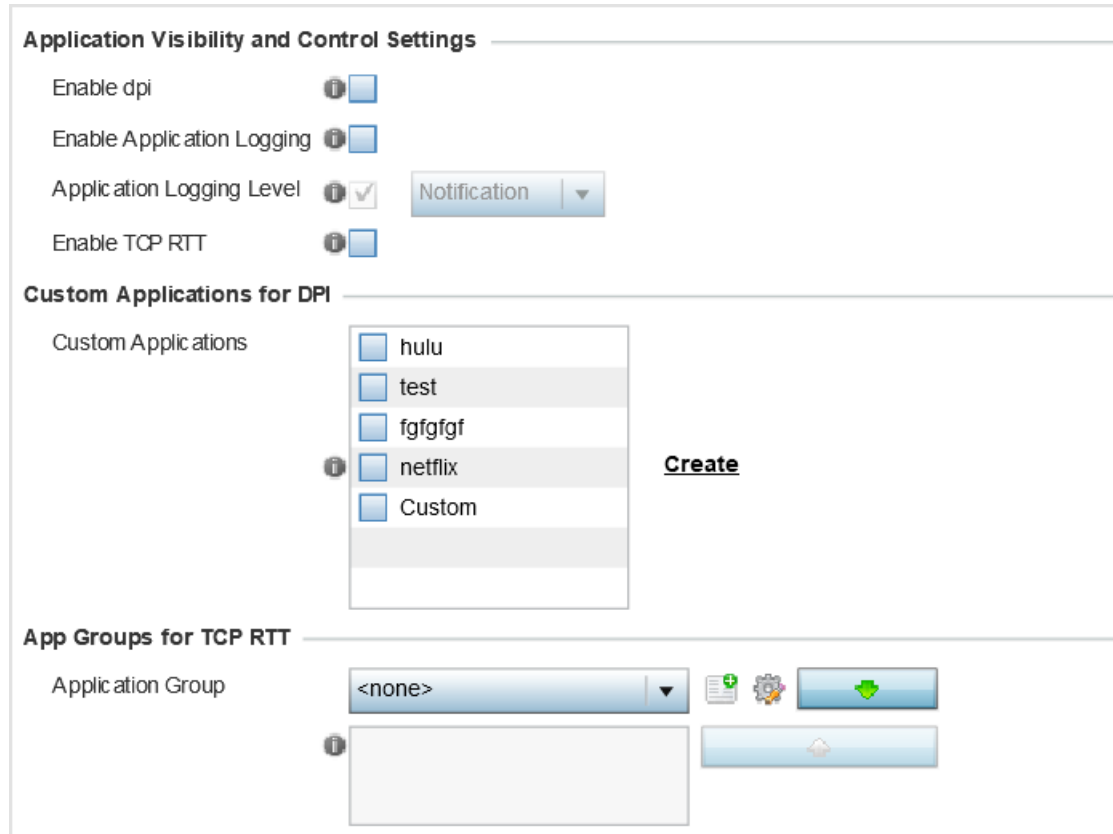 Application Visibility and Control Settings
Enable dpi
Enable Application Logging
Application Logging Level Notification
Enable TCP RTT
Custom Applications for DPI
Custom Applications
hulu
test
fgfgfgf
netflix
Create
Custom
App Groups for TCP RTT
Application Group <none>